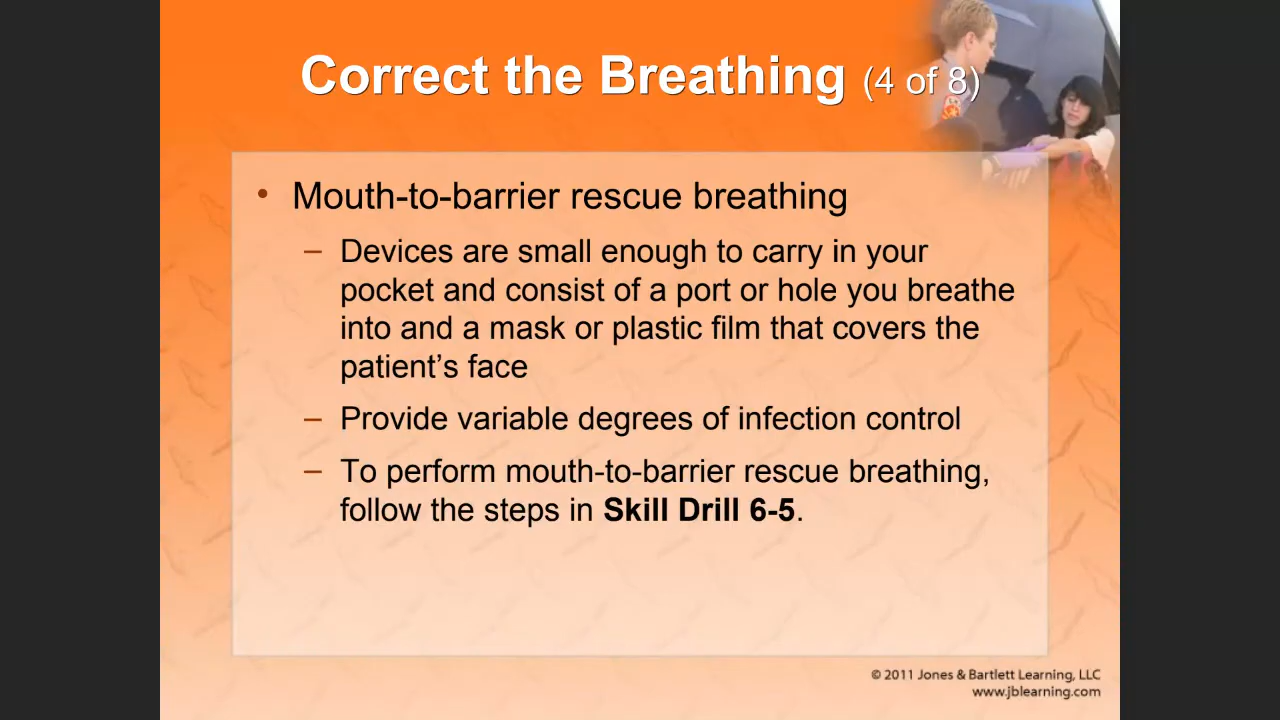 Correct the Breathing (4 of 8)
• Mouth-to-barrier rescue breathing
– Devices are small enough to carry in your
pocket and consist of a port or hole you breathe
into and a mask or plastic film that covers the
patient’s face
– Provide variable degrees of infection control
– To perform mouth-to-barrier rescue breathing,
follow the steps in Skill Drill 6-5.
© 2011 Jones & Bartlett Learning, LLC
www.jblearning.com